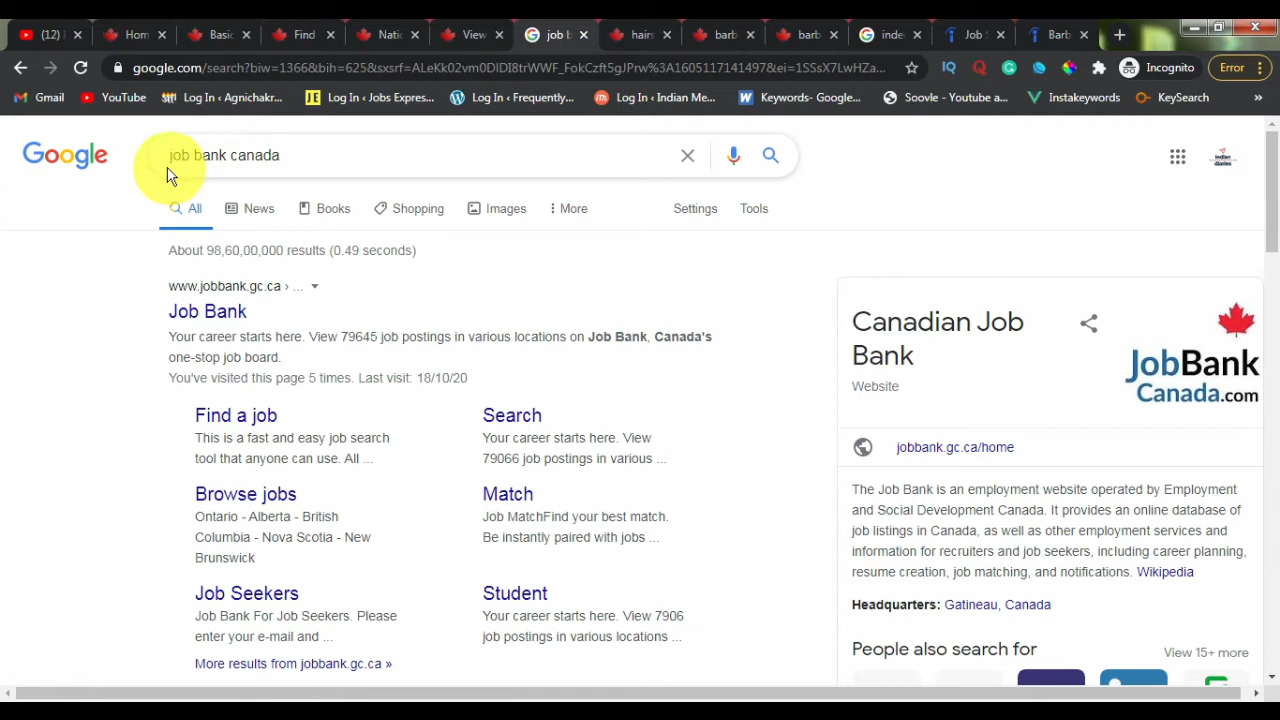 (12)
Hom
Basic
Find
Natic
View
job b
hairs
barb
barb
inde
Job S
Barb
google.com/search?biw=1366&bih=625&sxsrf=ALeKk02vm0DIDI8trWWF_
Incognito
Error
Gmail
YouTube
Log In ‹ Agnichakr...
Log In ‹ Jobs Expres...
Log In ‹ Frequently...
Log In ‹ Indian Me...
Keywords- Google...
Soovle - Youtube a...
Instakeywords
KeySearch
»
Google
job bank canada
All
News
Books
Shopping
Images
More
Settings
Tools
About 98,60,00,000 results (0.49 seconds)
www.jobbank.gc.ca › ...
Job Bank
Your career starts here. View 79645 job postings in various locations on Job Bank, Canada's
one-stop job board.
You've visited this page 5 times. Last visit: 18/10/20
Find a job
This is a fast and easy job search
tool that anyone can use. All ...
Search
Your career starts here. View
79066 job postings in various ...
Browse jobs
Ontario - Alberta - British
Columbia - Nova Scotia - New
Brunswick
Match
Job MatchFind your best match.
Be instantly paired with jobs ...
Job Seekers
Job Bank For Job Seekers. Please
enter your e-mail and ...
Student
Your career starts here. View 7906
job postings in various locations ...
More results from jobbank.gc.ca »
Canadian Job
Bank
Website
JobBank
Canada.com
jobbank.gc.ca/home
The Job Bank is an employment website operated by Employment
and Social Development Canada. It provides an online database of
job listings in Canada, as well as other employment services and
information for recruiters and job seekers, including career planning,
resume creation, job matching, and notifications. Wikipedia
Headquarters: Gatineau, Canada
People also search for
View 15+ more